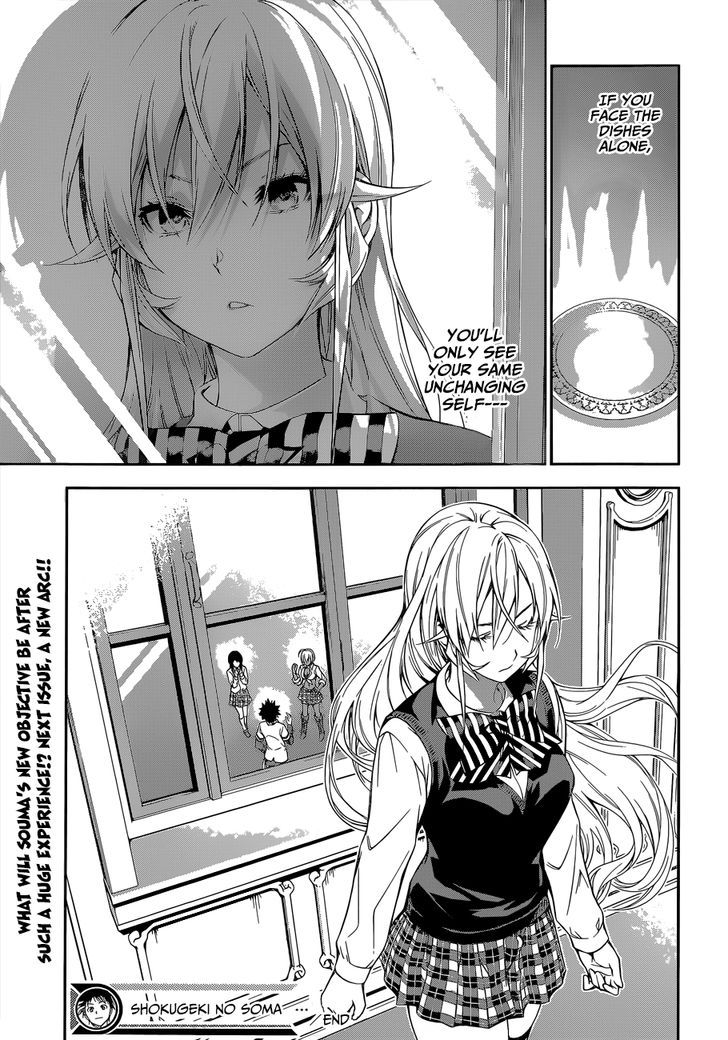 IF YOU
FACE THE
DISHES
ALONE,
YOU'LL
ONLY SEE
YOUR SAME
UNCHANGING
SELF---
WHAT WILL SOUMA'S NEW OBJECTIVE BE AFTER
SUCH A HUGE EXPERIENCE!? NEXT ISSUE, A NEW ARC!!
SHOKUGEKI NO SOMA ... END